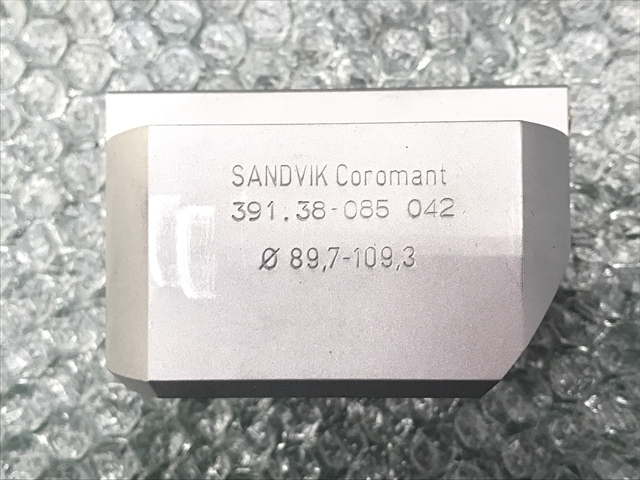 SANDVIK Coromant
391.38-085 042
Ø 89,7-109,3